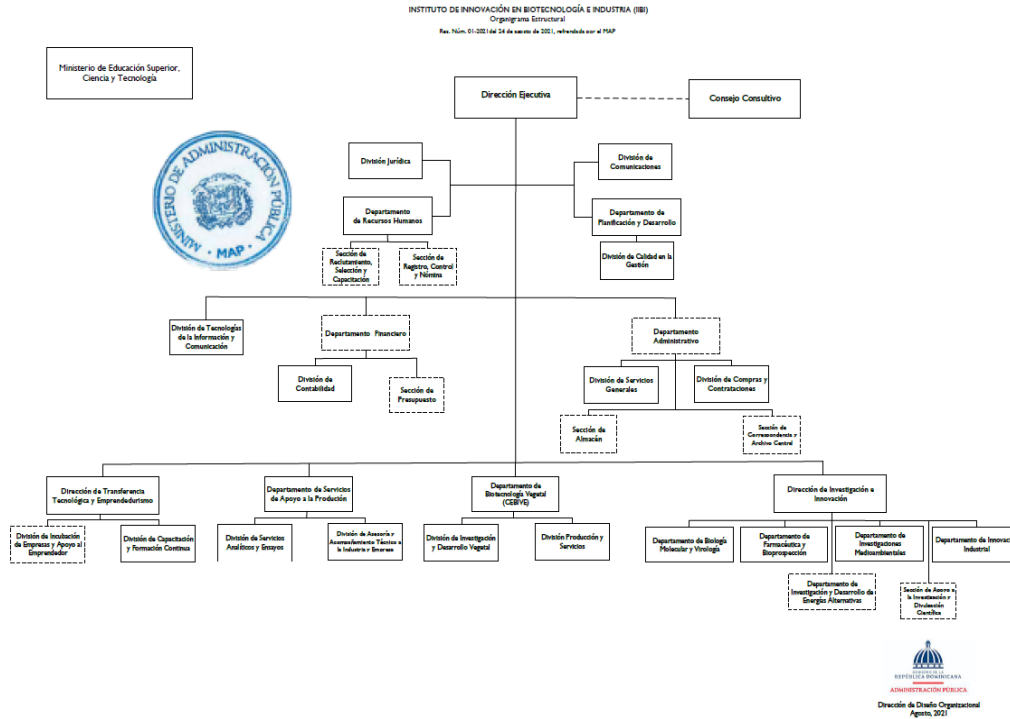 INSTITUTO DE INNOVACIÓN EN BIOTECNOLOGÍA E INDUSTRIA (IIBI)
Organigrama Estructural
Res. Núm. 01-2021 del 24 de agosto de 2021, refrendada por el MAP
Ministerio de Educación Superior,
Ciencia y Tecnología
Dirección Ejecutiva
Consejo Consultivo
MINISTERIO DE ADMINISTRACIÓN PÚBLICA
· MAP ·
División Jurídica
División de
Comunicaciones
Departamento
de Recursos Humanos
Departamento de
Planificación y Desarrollo
Sección de
Reclutamiento,
Selección y
Capacitación
Sección de
Registro, Control
y Nómina
División de Calidad en la
Gestión
División de Tecnologías
de la Información y
Comunicación
Departamento Financiero
Departamento
Administrativo
División de
Contabilidad
Sección de
Presupuesto
División de Servicios
Generales
División de Compras y
Contrataciones
Sección de
Almacén
Sección de
Correspondencia y
Archivo Central
Dirección de Transferencia
Tecnológica y Emprendedurismo
Departamento de Servicios
de Apoyo a la Produción
Departamento de
Biotecnología Vegetal
(CEBIVE)
Dirección de Investigación e
Innovación
División de Incubación
de Empresas y Apoyo al
Emprendedor
División de Capacitación
y Formación Continua
División de Servicios
Analíticos y Ensayos
División de Asesoría y
Acompañamiento Técnico a
la Industria y Empresa
División de Investigación
y Desarrollo Vegetal
División Producción y
Servicios
Departamento de Biología
Molecular y Virología
Departamento de
Farmacéutica y
Bioprospección
Departamento de
Investigaciones
Medioambientales
Departamento de Innovac
Industrial
Departamento de
Investigación y Desarrollo de
Energías Alternativas
Sección de Apoyo a
la Investigación y
Divulgación
Científica
GOBIERNO DE LA
REPÚBLICA DOMINICANA
ADMINISTRACIÓN PÚBLICA
Dirección de Diseño Organizacional
Agosto, 2021